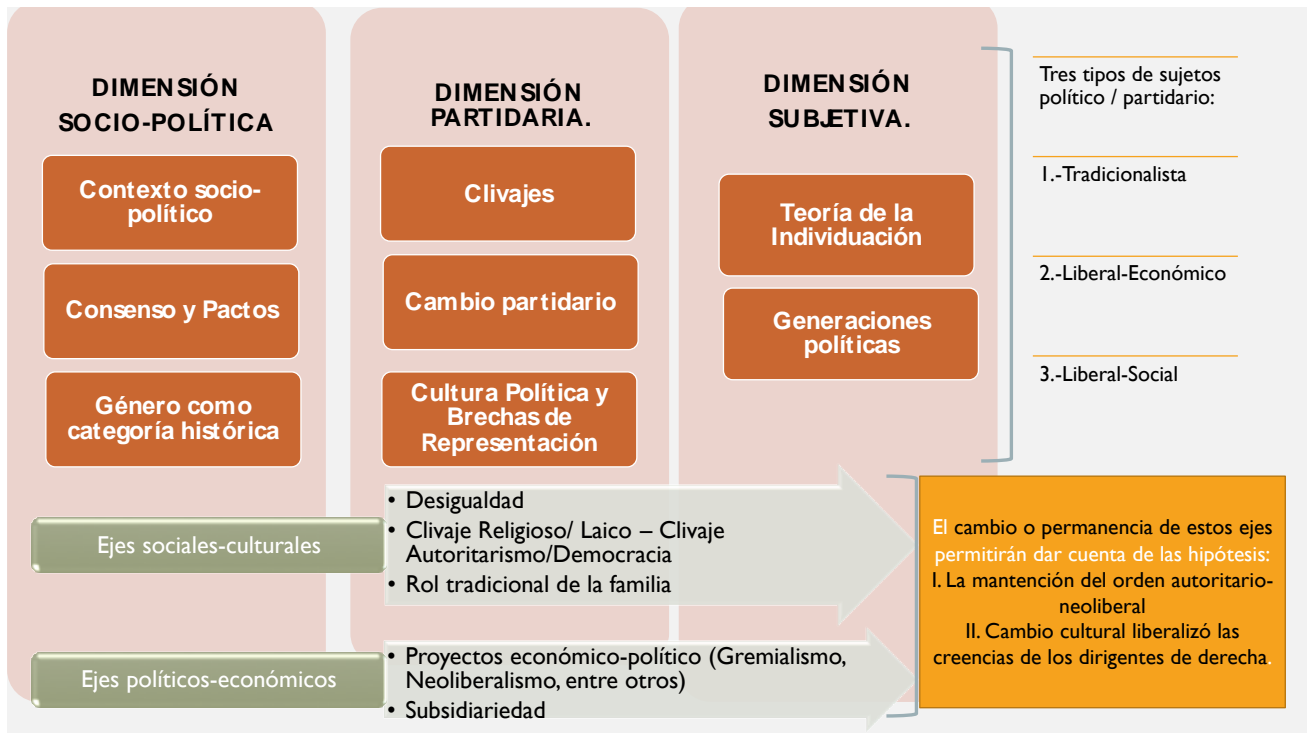 DIMENSIÓN
SOCIO-POLÍTICA
Contexto socio-
político
Consenso y Pactos
Género como
categoría histórica
DIMENSIÓN
PARTIDARIA.
Clivajes
Cambio partidario
Cultura Política y
Brechas de
Representación
DIMENSIÓN
SUBJETIVA.
Teoría de la
Individuación
Generaciones
políticas
Tres tipos de sujetos
político / partidario:
1.-Tradicionalista
2.-Liberal-Económico
3.-Liberal-Social
Ejes sociales-culturales
• Desigualdad
• Clivaje Religioso/ Laico – Clivaje
Autoritarismo/Democracia
• Rol tradicional de la familia
Ejes políticos-económicos
• Proyectos económico-político (Gremialismo,
Neoliberalismo, entre otros)
• Subsidiariedad
El cambio o permanencia de estos ejes
permitirán dar cuenta de las hipótesis:
I. La mantención del orden autoritario-
neoliberal
II. Cambio cultural liberalizó las
creencias de los dirigentes de derecha.